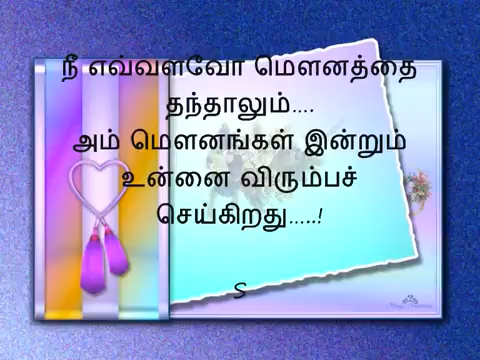 நீ எவ்வளவோ மௌனத்தை
தந்தாலும்....
அம் மௌனங்கள் இன்றும்
உன்னை விரும்பச்
செய்கிறது.....!
S